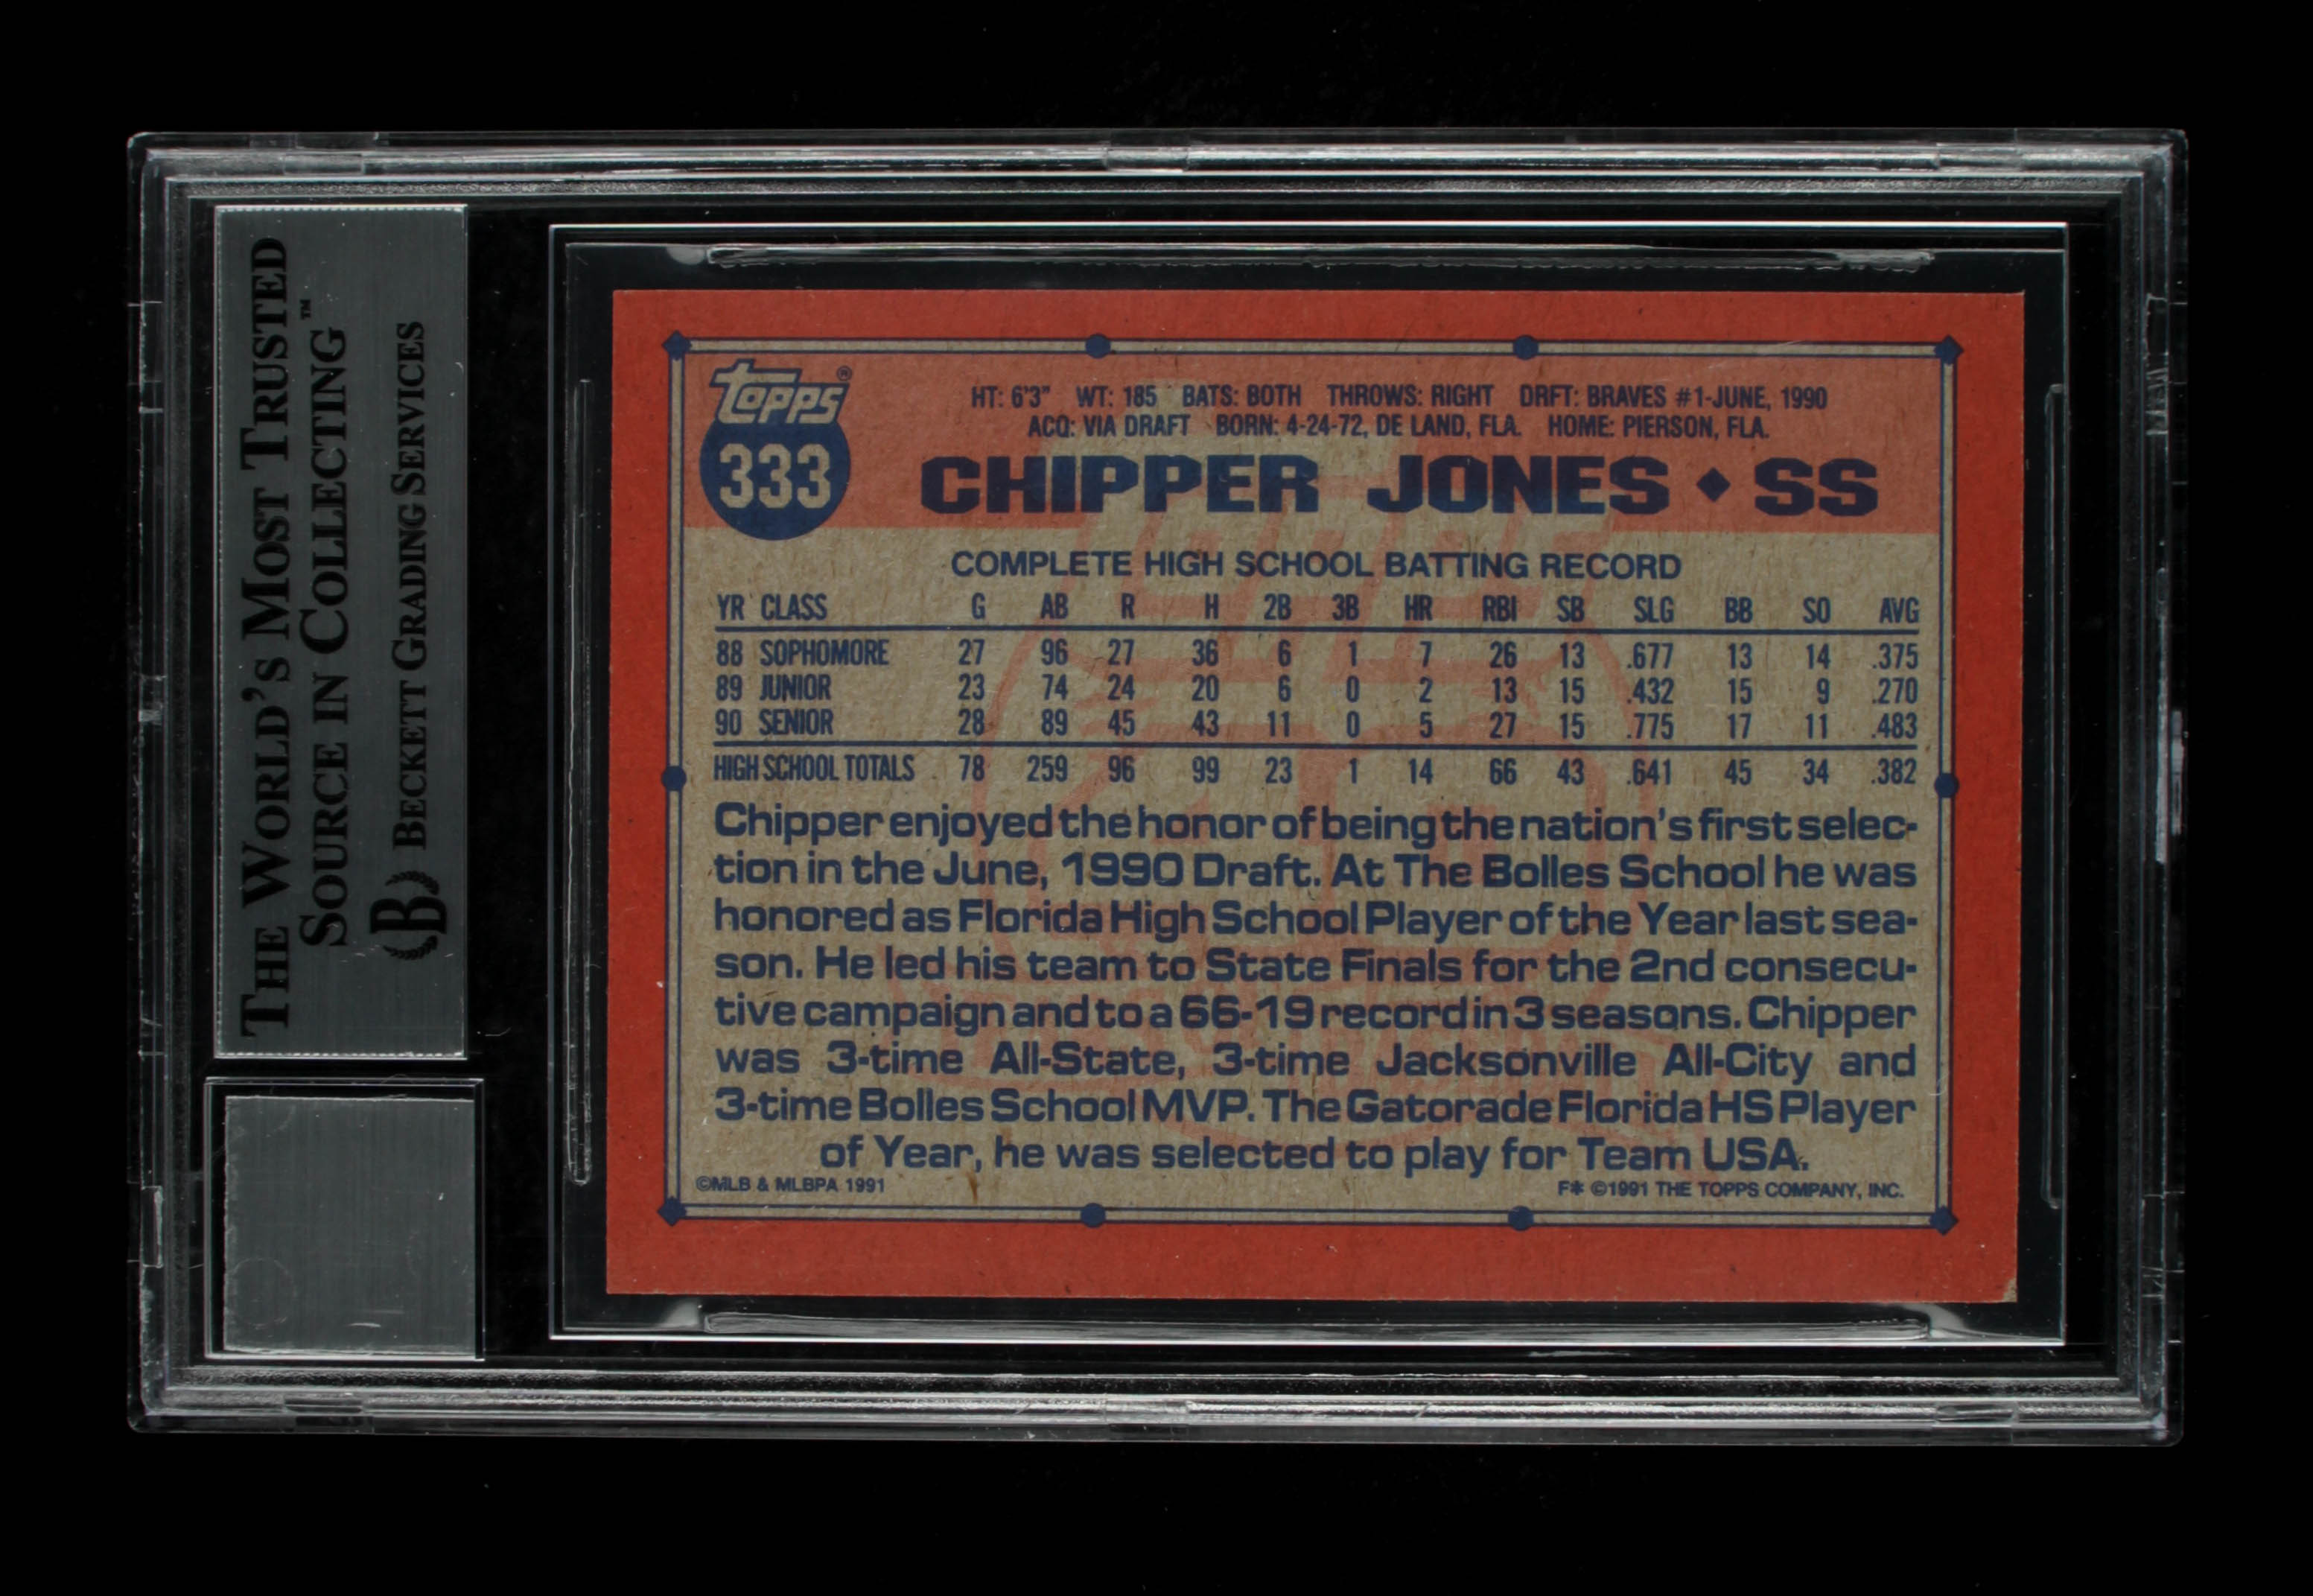 THE WORLD'S MOST TRUSTED
SOURCE IN COLLECTING™
B BECKETT GRADING SERVICES
Topps®
333
HT: 6'3" WT: 185 BATS: BOTH THROWS: RIGHT DRFT: BRAVES #1-JUNE, 1990
ACQ: VIA DRAFT BORN: 4-24-72, DE LAND, FLA. HOME: PIERSON, FLA.
CHIPPER JONES ◆ SS
COMPLETE HIGH SCHOOL BATTING RECORD
YR CLASS G AB R H 2B 3B HR RBI SB SLG BB SO AVG
88 SOPHOMORE 27 96 27 36 6 1 7 26 13 .677 13 14 .375
89 JUNIOR 23 74 24 20 6 0 2 13 15 .432 15 9 .270
90 SENIOR 28 89 45 43 11 0 5 27 15 .775 17 11 .483
HIGH SCHOOL TOTALS 78 259 96 99 23 1 14 66 43 .641 45 34 .382
Chipper enjoyed the honor of being the nation's first selec-
tion in the June, 1990 Draft. At The Bolles School he was
honored as Florida High School Player of the Year last sea-
son. He led his team to State Finals for the 2nd consecu-
tive campaign and to a 66-19 record in 3 seasons. Chipper
was 3-time All-State, 3-time Jacksonville All-City and
3-time Bolles School MVP. The Gatorade Florida HS Player
of Year, he was selected to play for Team USA.
©MLB & MLBPA 1991
F✻ ©1991 THE TOPPS COMPANY, INC.